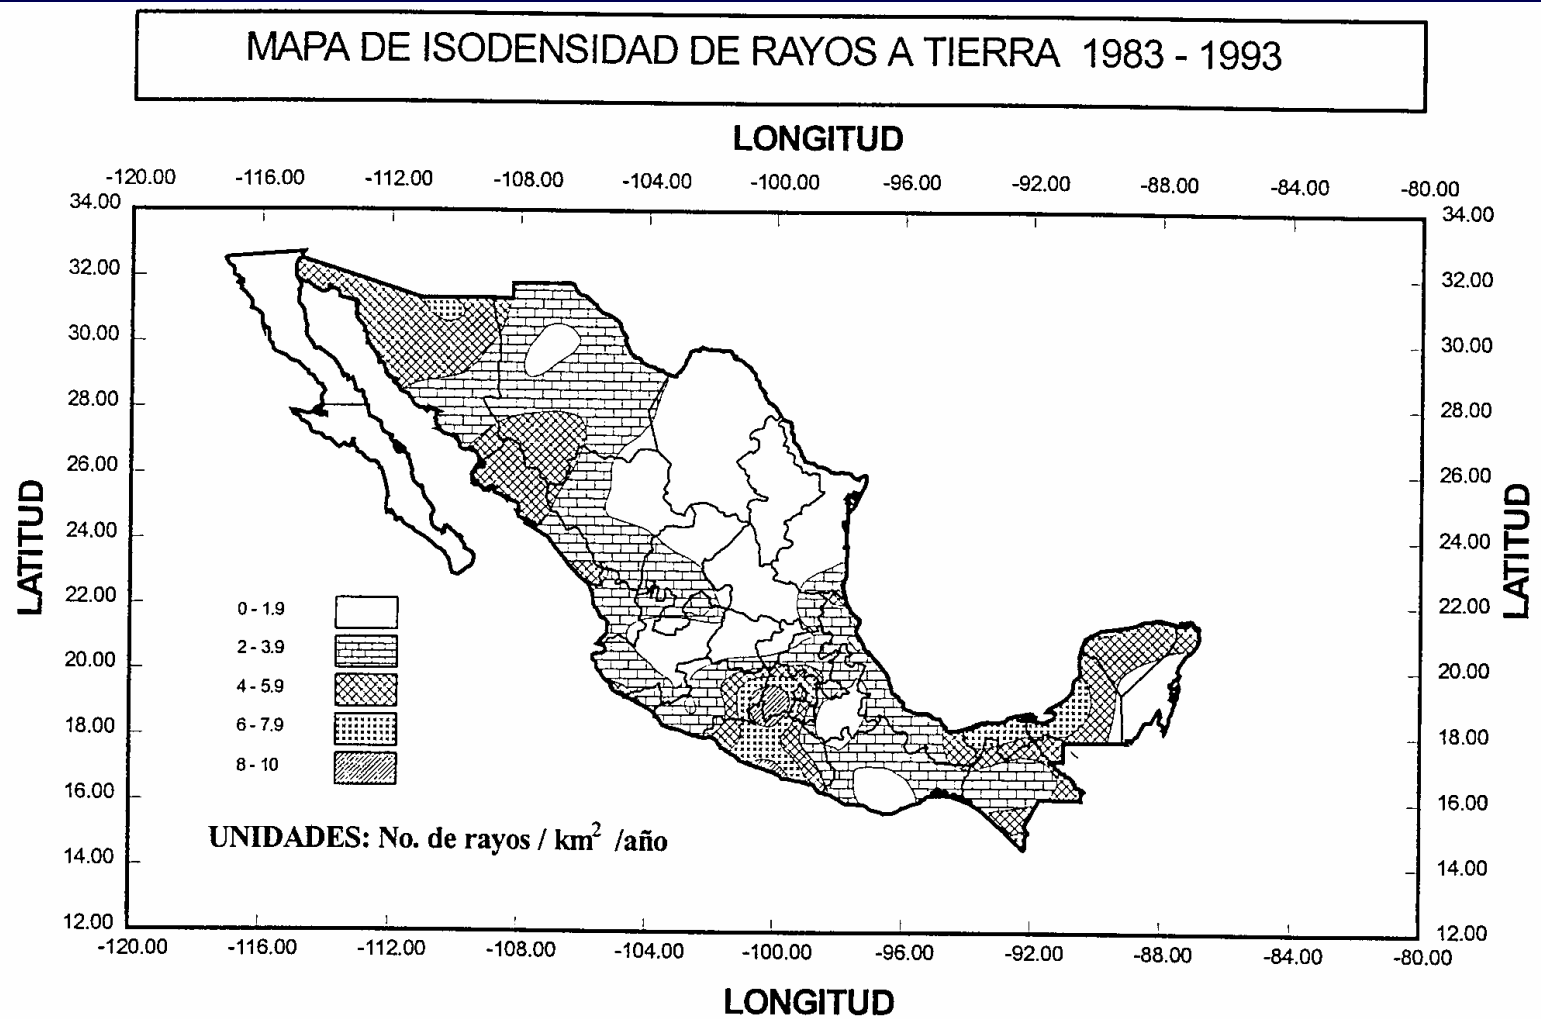 MAPA DE ISODENSIDAD DE RAYOS A TIERRA 1983 - 1993
LONGITUD
-120.00 -116.00 -112.00 -108.00 -104.00 -100.00 -96.00 -92.00 -88.00 -84.00 -80.00
34.00 34.00
32.00 32.00
30.00 30.00
28.00 28.00
26.00 26.00
LATITUD LATITUD
24.00 24.00
22.00 22.00
0 - 1.9
2 - 3.9
20.00 20.00
4 - 5.9
6 - 7.9
18.00 18.00
8 - 10
16.00 16.00
UNIDADES: No. de rayos / km² /año
14.00 14.00
12.00 12.00
-120.00 -116.00 -112.00 -108.00 -104.00 -100.00 -96.00 -92.00 -88.00 -84.00 -80.00
LONGITUD